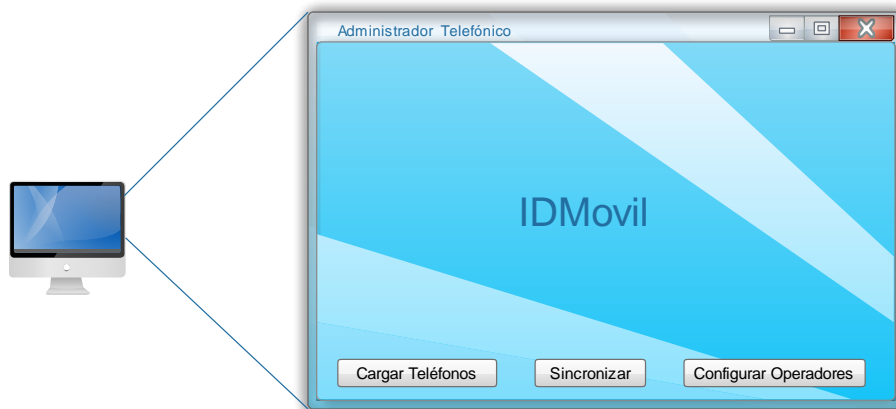 Administrador Telefónico
IDMovil
Cargar Teléfonos
Sincronizar
Configurar Operadores